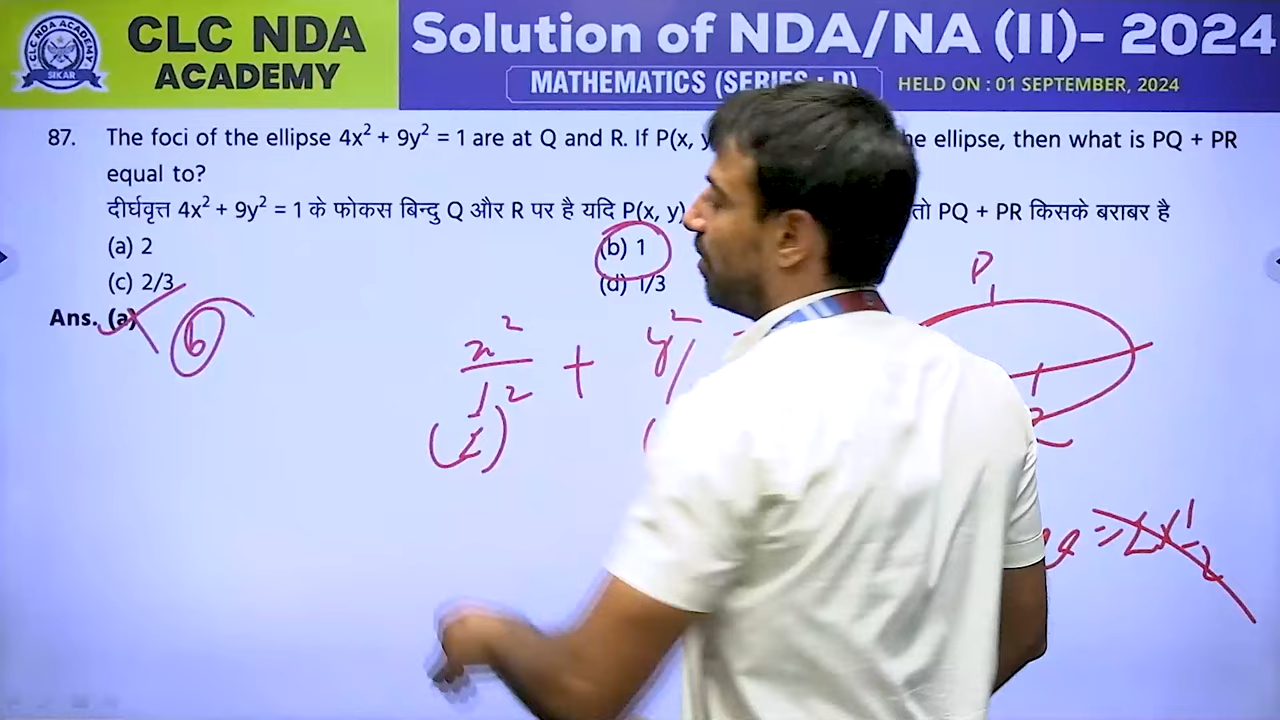 CLC NDA ACADEMY
SIKAR
CLC NDA
ACADEMY
Solution of NDA/NA (II)- 2024
MATHEMATICS (SERIES : D)
HELD ON : 01 SEPTEMBER, 2024
87. The foci of the ellipse 4x² + 9y² = 1 are at Q and R. If P(x, y the ellipse, then what is PQ + PR
equal to?
दीर्घवृत्त 4x² + 9y² = 1 के फोकस बिन्दु Q और R पर है यदि P(x, y) तो PQ + PR किसके बराबर है
(a) 2 (b) 1
(c) 2/3 (d) 1/3
Ans. (a) b
x² + y²
P